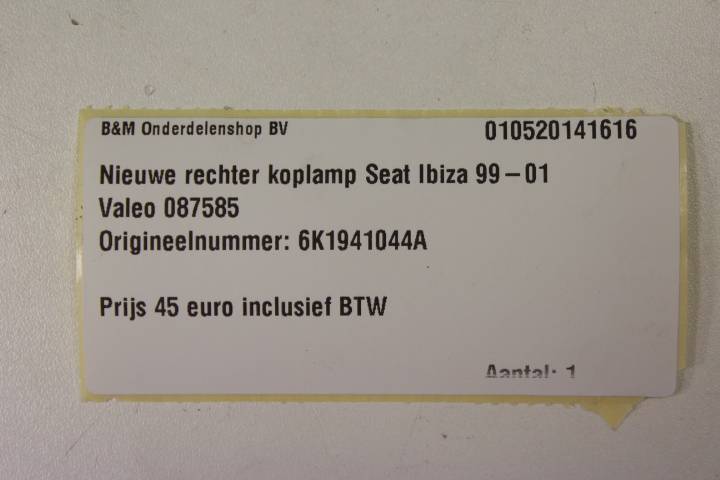 B&M Onderdelenshop BV 010520141616
Nieuwe rechter koplamp Seat Ibiza 99-01
Valeo 087585
Origineelnummer: 6K1941044A
Prijs 45 euro inclusief BTW
Aantal: 1